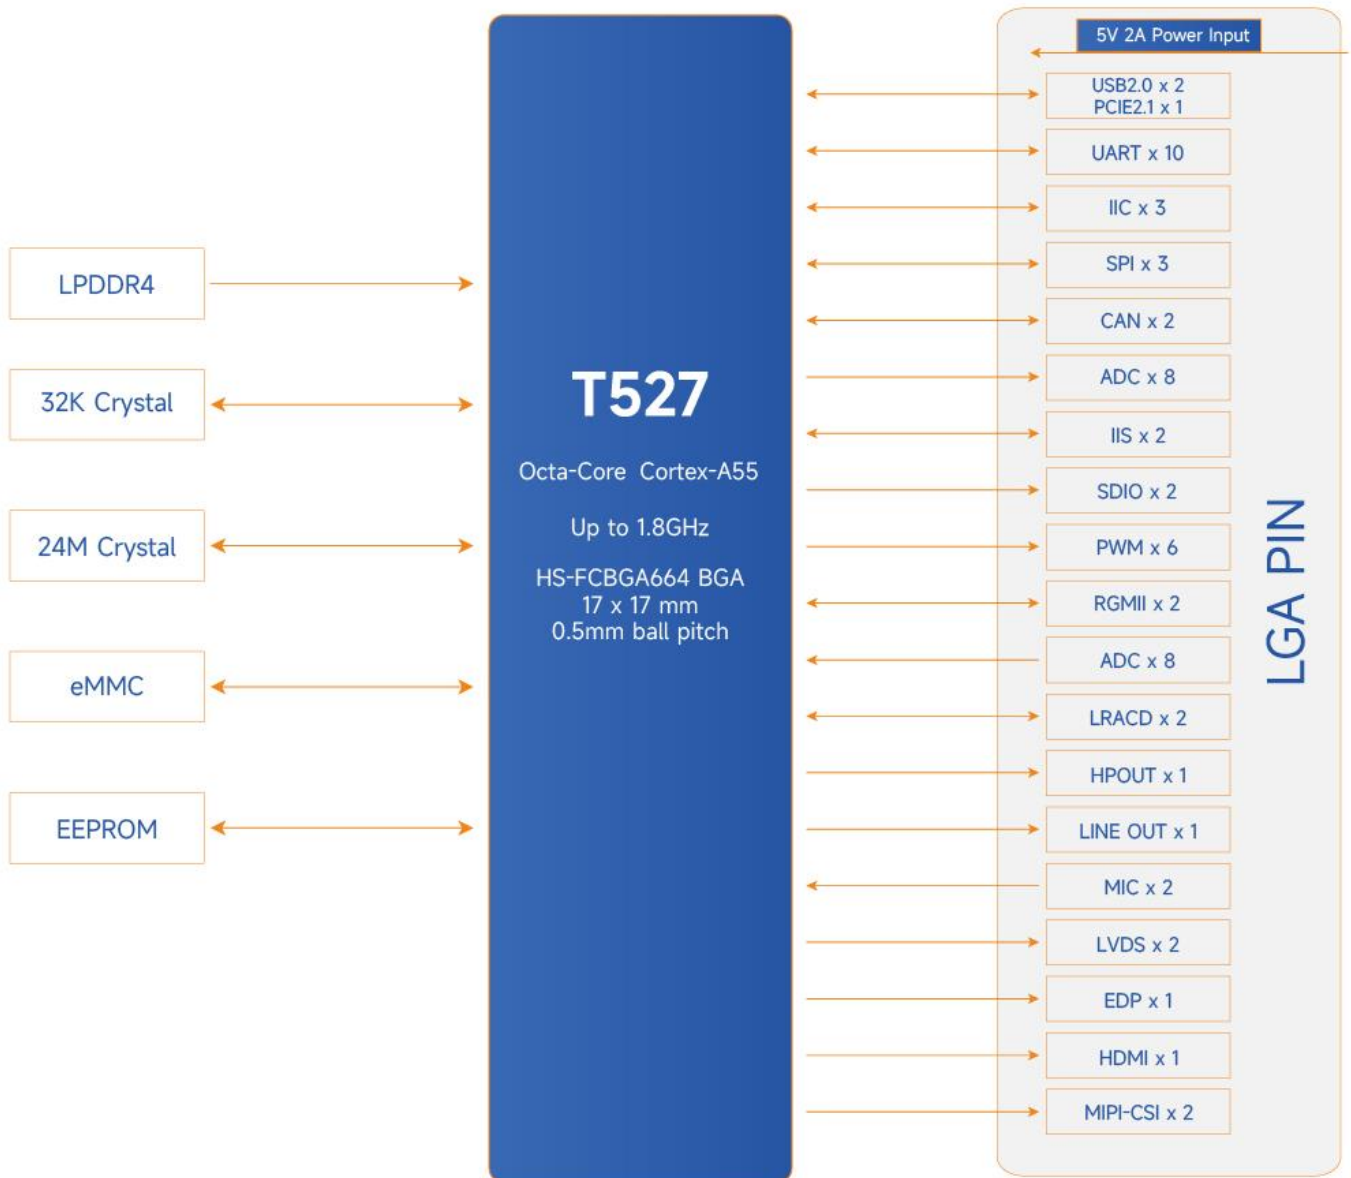 LPDDR4
32K Crystal
24M Crystal
eMMC
EEPROM
T527
Octa-Core Cortex-A55
Up to 1.8GHz
HS-FCBGA664 BGA
17 x 17 mm
0.5mm ball pitch
5V 2A Power Input
USB2.0 x 2
PCIE2.1 x 1
UART x 10
IIC x 3
SPI x 3
CAN x 2
ADC x 8
IIS x 2
SDIO x 2
PWM x 6
RGMII x 2
ADC x 8
LRACD x 2
HPOUT x 1
LINE OUT x 1
MIC x 2
LVDS x 2
EDP x 1
HDMI x 1
MIPI-CSI x 2
LGA PIN